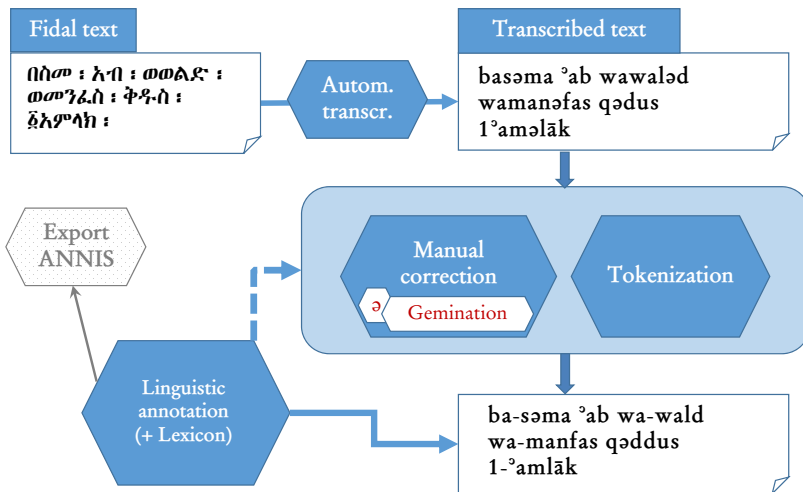 Fidal text
በስመ ፡ አብ ፡ ወወልድ ፡
ወመንፈስ ፡ ቅዱስ ፡
፩አምላክ ፡
Autom.
transcr.
Transcribed text
basəma ʾab wawaləd
wamanəfas qədus
1ʾaməlāk
Export
ANNIS
Manual
correction
ə
Gemination
Tokenization
Linguistic
annotation
(+ Lexicon)
ba-səma ʾab wa-wald
wa-manfas qəddus
1-ʾamlāk